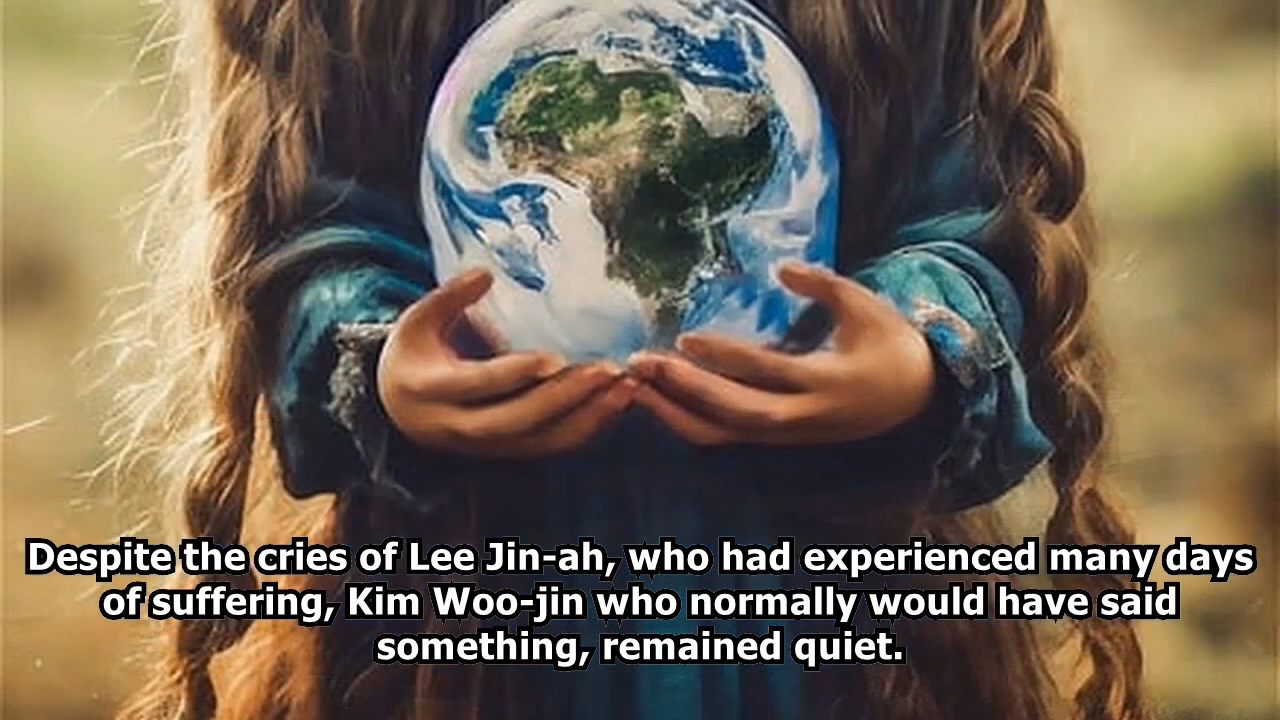 Despite the cries of Lee Jin-ah, who had experienced many days
of suffering, Kim Woo-jin who normally would have said
something, remained quiet.